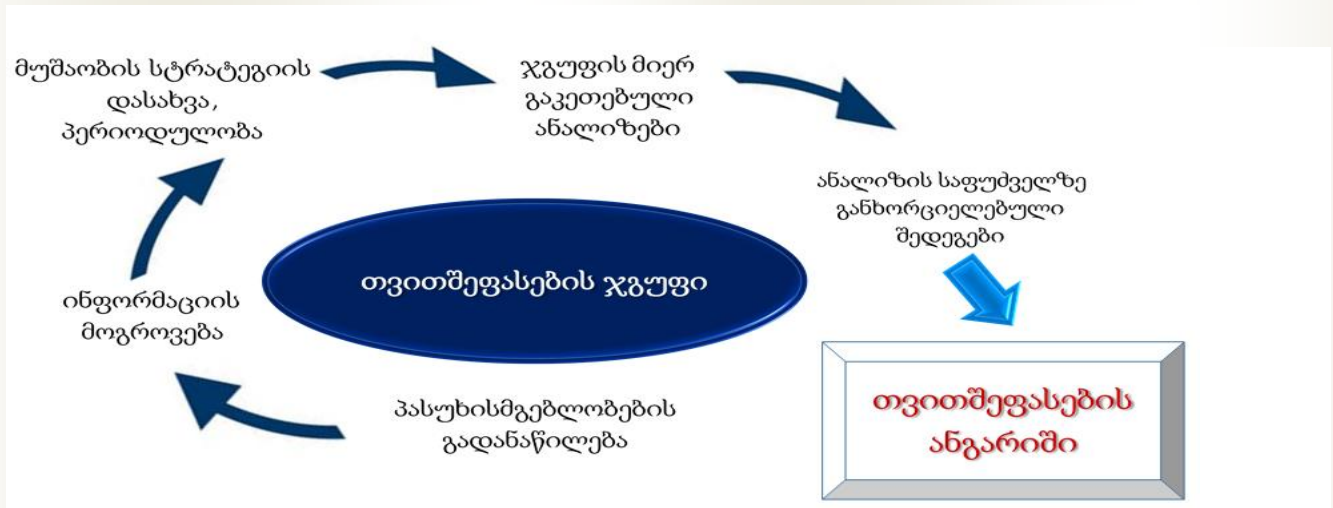 მუშაობის სტრატეგიის
დასახვა,
პერიოდულობა
ჯგუფის მიერ
გაკეთებული
ანალიზები
ანალიზის საფუძველზე
განხორციელებული
შედეგები
თვითშეფასების ჯგუფი
ინფორმაციის
მოგროვება
პასუხისმგებლობების
გადანაწილება
თვითშეფასების
ანგარიში